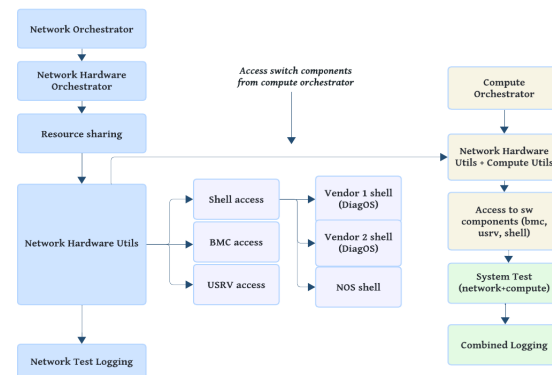 Network Orchestrator
Network Hardware
Orchestrator
Resource sharing
Network Hardware Utils
Network Test Logging
Shell access
BMC access
USRV access
Vendor 1 shell
(DiagOS)
Vendor 2 shell
(DiagOS)
NOS shell
Access switch components
from compute orchestrator
Compute
Orchestrator
Network Hardware
Utils + Compute Utils
Access to sw
components (bmc,
usrv, shell)
System Test
(network+compute)
Combined Logging